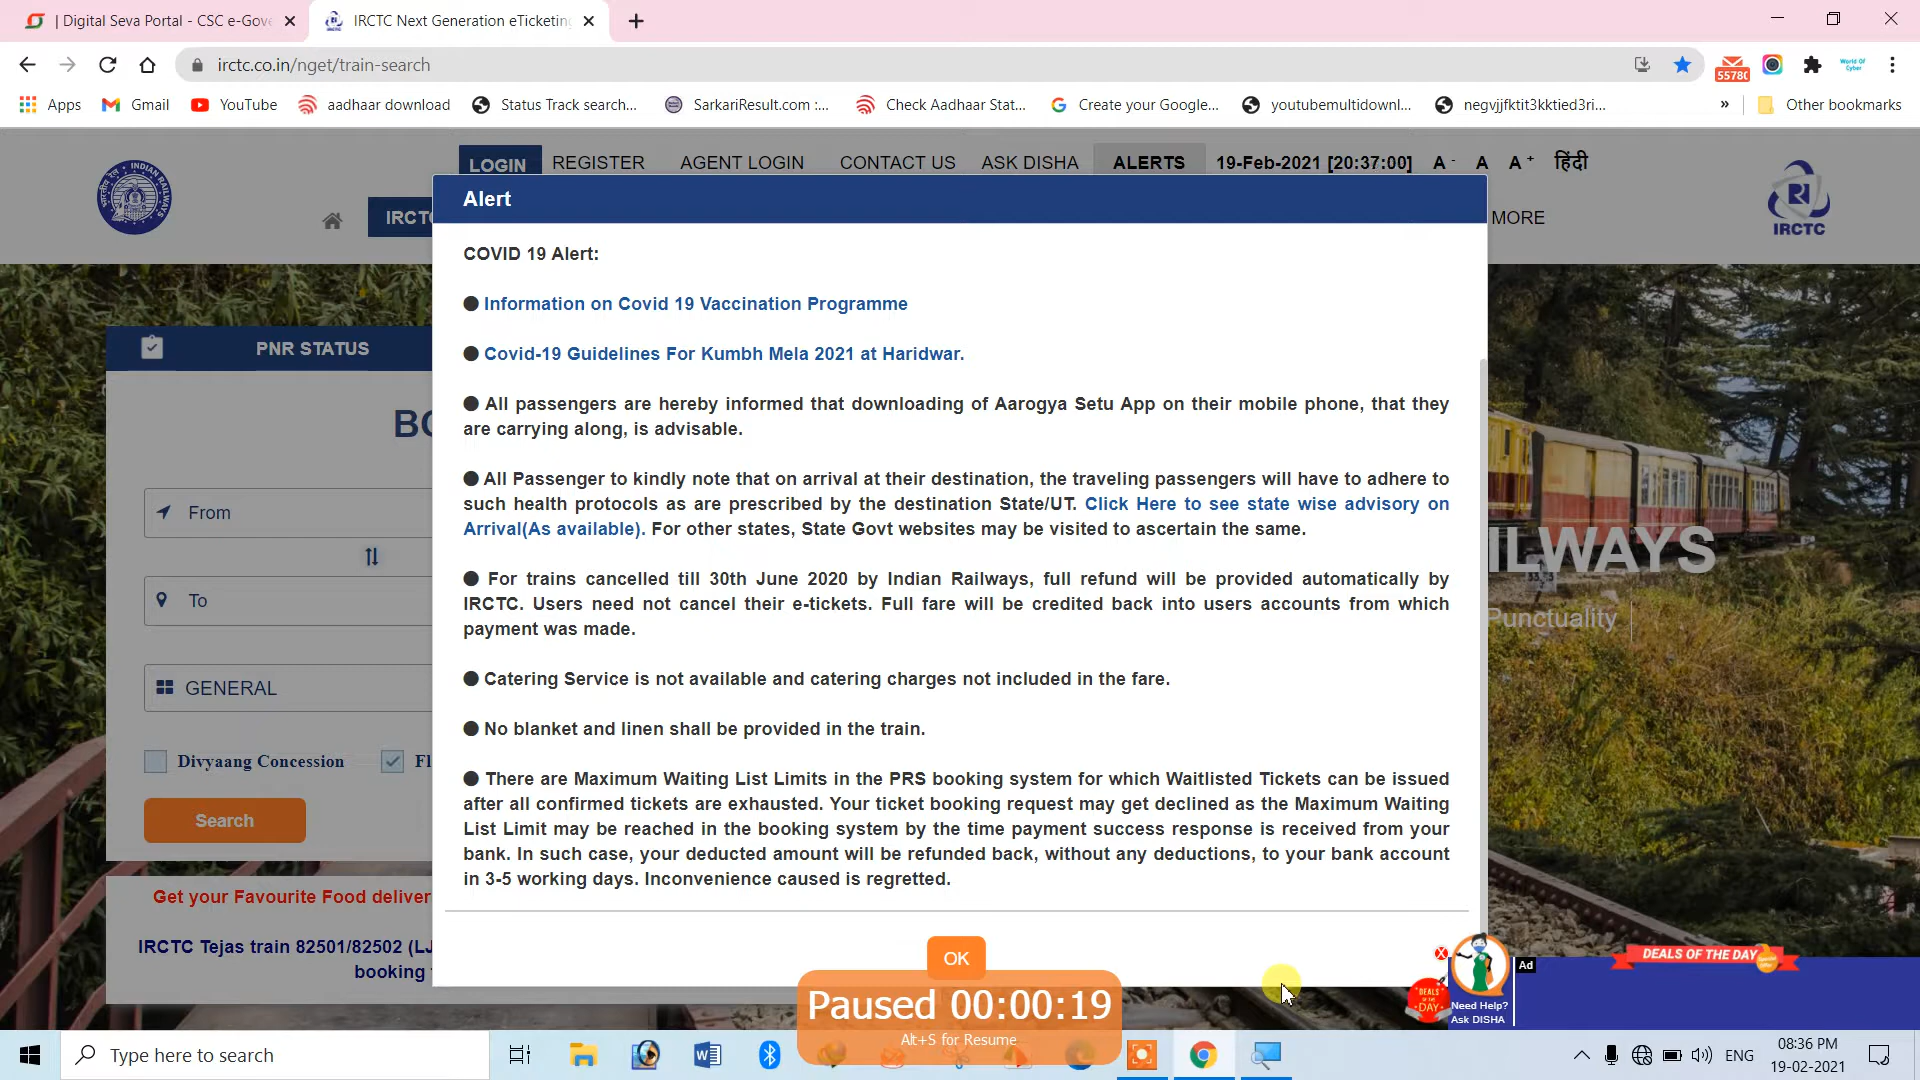 | Digital Seva Portal - CSC e-Gove
IRCTC Next Generation eTicketing
irctc.co.in/nget/train-search
55780
World Of
Cyber
Apps
Gmail
YouTube
aadhaar download
Status Track search...
SarkariResult.com :...
Check Aadhaar Stat...
Create your Google...
youtubemultidownl...
negvjjfktit3kktied3ri...
»
Other bookmarks
INDIAN RAILWAYS
LOGIN
REGISTER
AGENT LOGIN
CONTACT US
ASK DISHA
ALERTS
19-Feb-2021 [20:37:00]
A -
A
A +
हिंदी
IRCTC
MORE
IRCTC
Alert
COVID 19 Alert:
● Information on Covid 19 Vaccination Programme
● Covid-19 Guidelines For Kumbh Mela 2021 at Haridwar.
● All passengers are hereby informed that downloading of Aarogya Setu App on their mobile phone, that they
are carrying along, is advisable.
● All Passenger to kindly note that on arrival at their destination, the traveling passengers will have to adhere to
such health protocols as are prescribed by the destination State/UT. Click Here to see state wise advisory on
Arrival(As available). For other states, State Govt websites may be visited to ascertain the same.
● For trains cancelled till 30th June 2020 by Indian Railways, full refund will be provided automatically by
IRCTC. Users need not cancel their e-tickets. Full fare will be credited back into users accounts from which
payment was made.
● Catering Service is not available and catering charges not included in the fare.
● No blanket and linen shall be provided in the train.
● There are Maximum Waiting List Limits in the PRS booking system for which Waitlisted Tickets can be issued
after all confirmed tickets are exhausted. Your ticket booking request may get declined as the Maximum Waiting
List Limit may be reached in the booking system by the time payment success response is received from your
bank. In such case, your deducted amount will be refunded back, without any deductions, to your bank account
in 3-5 working days. Inconvenience caused is regretted.
OK
PNR STATUS
BO
From
To
GENERAL
Divyaang Concession
Fl
Search
Get your Favourite Food deliver
IRCTC Tejas train 82501/82502 (LJ
booking
ILWAYS
Punctuality
Paused 00:00:19
Alt+S for Resume
X
DEALS
OF THE
DAY
Need Help?
Ask DISHA
Ad
DEALS OF THE DAY
Type here to search
ENG
08:36 PM
19-02-2021